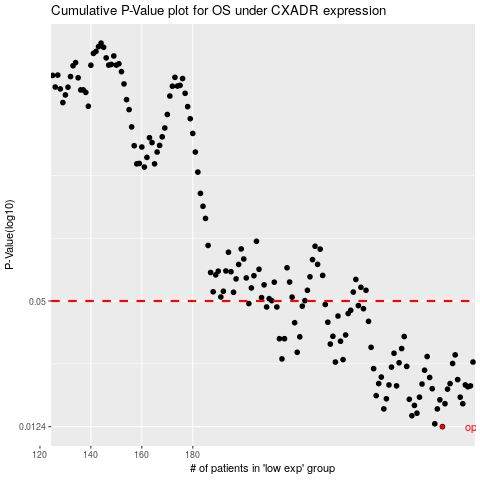 Cumulative P-Value plot for OS under CXADR expression
P-Value(log10)
0.05
0.0124
op
120 140 160 180
# of patients in 'low exp' group